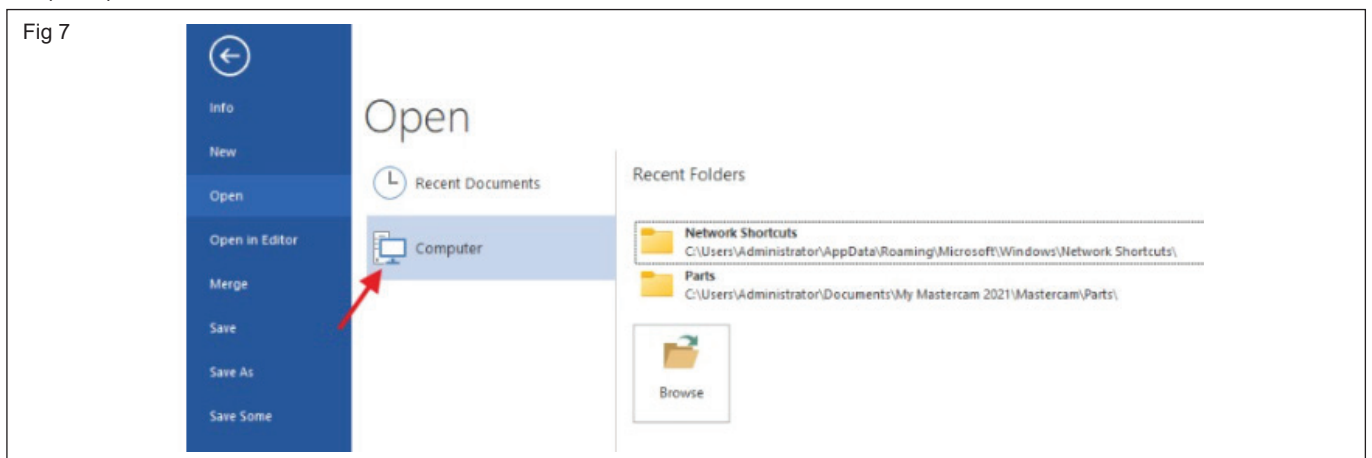 Fig 7
Info
New
Open
Open in Editor
Merge
Save
Save As
Save Some
Open
Recent Documents
Computer
Recent Folders
Network Shortcuts
C:\Users\Administrator\AppData\Roaming\Microsoft\Windows\Network Shortcuts\
Parts
C:\Users\Administrator\Documents\My Mastercam 2021\Mastercam\Parts\
Browse